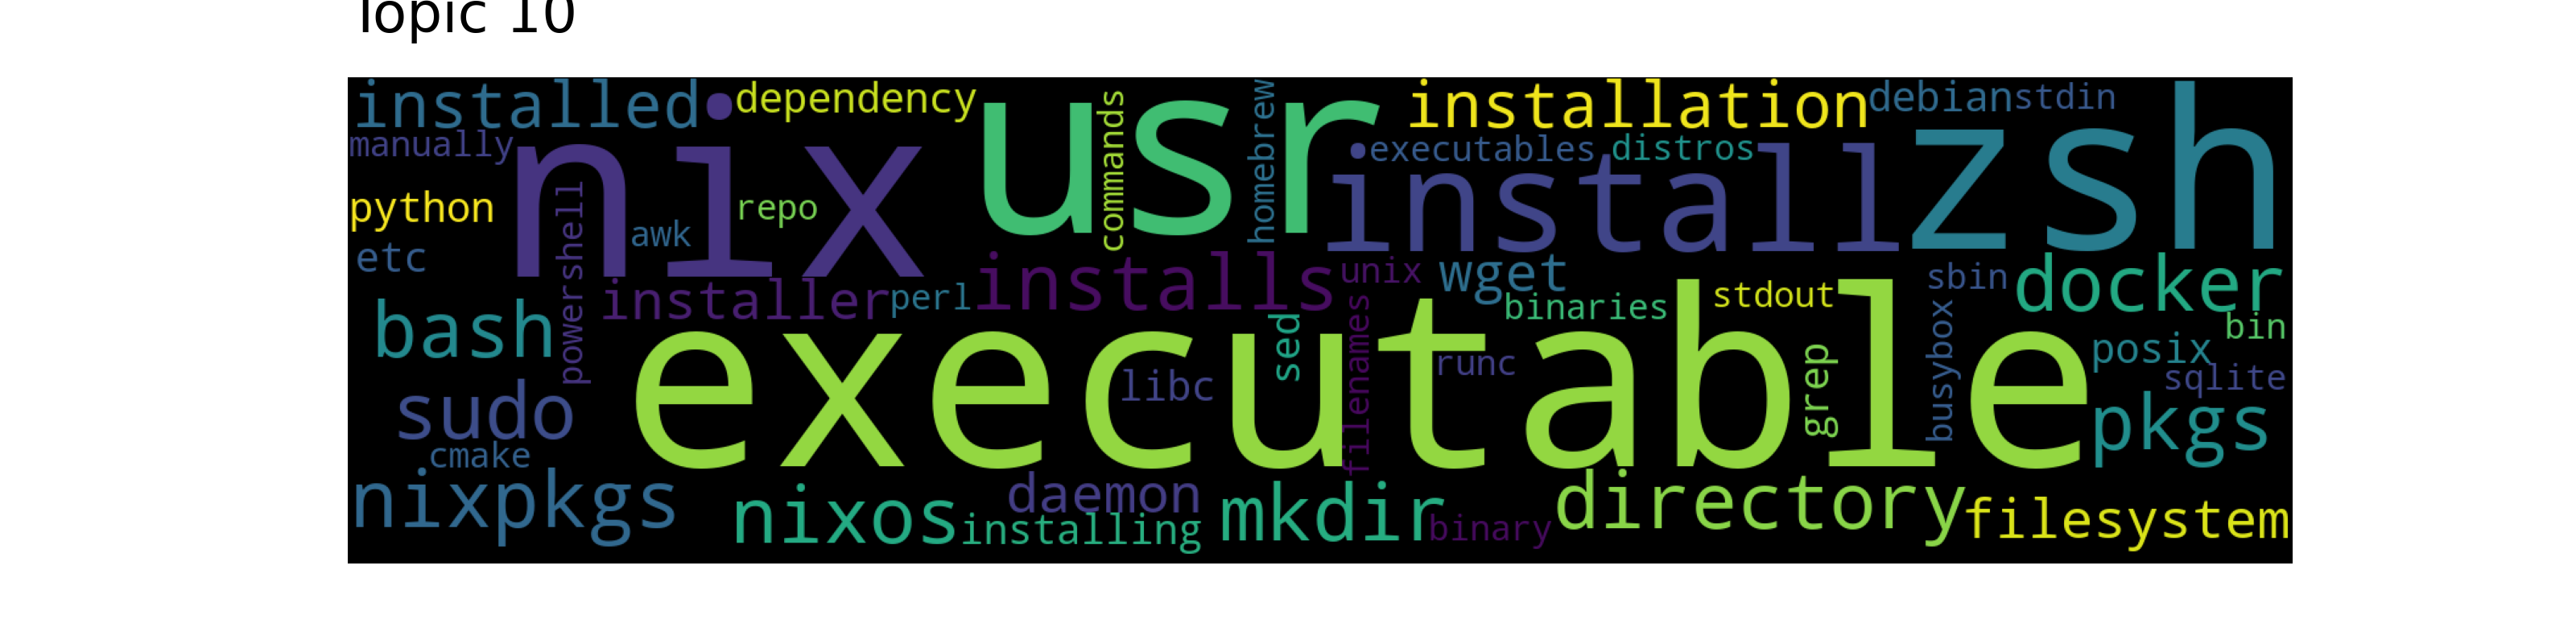 Topic 10
installed
dependency
usr
commands
homebrew
installation
debian
stdin
manually
nix
executables
distros
install
zsh
python
powershell
awk
repo
etc
installs
unix
wget
sbin
docker
installer
perl
binaries
stdout
bash
executable
sed
filenames
runc
grep
busybox
bin
posix
sqlite
libc
sudo
pkgs
cmake
nixpkgs
nixos
daemon
installing
mkdir
binary
directory
filesystem